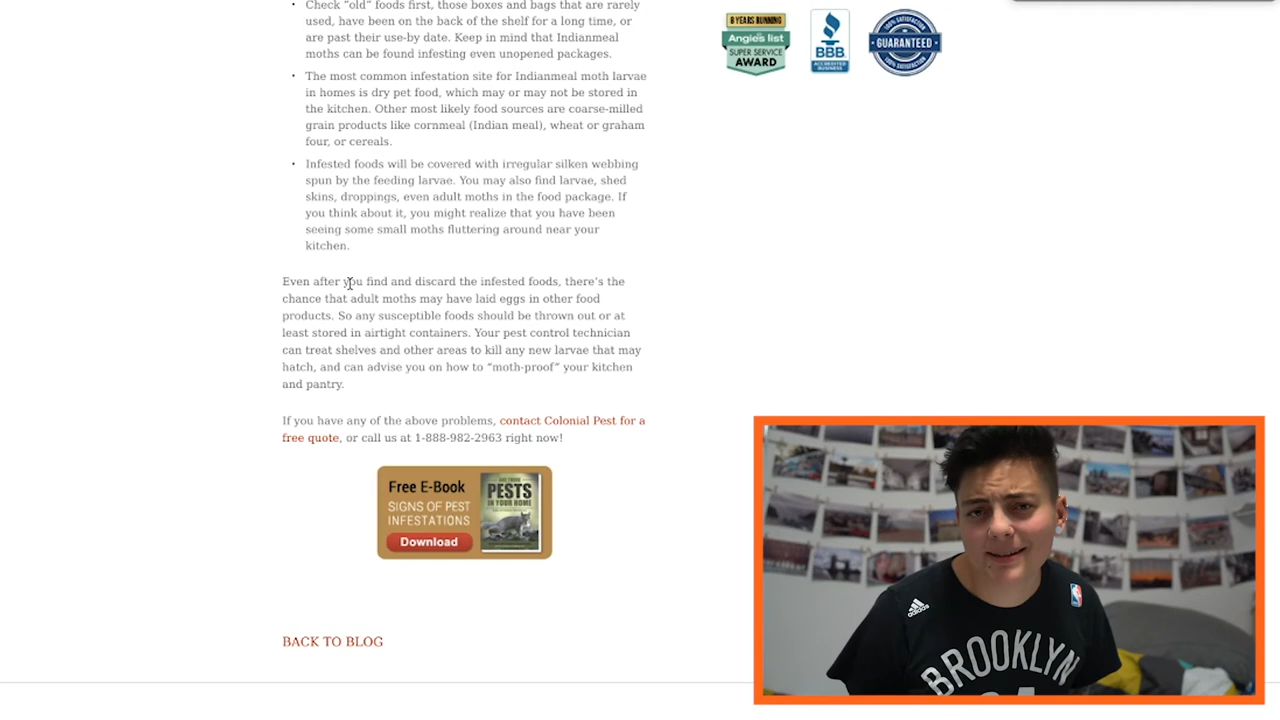 Check “old” foods first, those boxes and bags that are rarely
used, have been on the back of the shelf for a long time, or
are past their use-by date. Keep in mind that Indianmeal
moths can be found infesting even unopened packages.
The most common infestation site for Indianmeal moth larvae
in homes is dry pet food, which may or may not be stored in
the kitchen. Other most likely food sources are coarse-milled
grain products like cornmeal (Indian meal), wheat or graham
four, or cereals.
Infested foods will be covered with irregular silken webbing
spun by the feeding larvae. You may also find larvae, shed
skins, droppings, even adult moths in the food package. If
you think about it, you might realize that you have been
seeing some small moths fluttering around near your
kitchen.
Even after you find and discard the infested foods, there’s the
chance that adult moths may have laid eggs in other food
products. So any susceptible foods should be thrown out or at
least stored in airtight containers. Your pest control technician
can treat shelves and other areas to kill any new larvae that may
hatch, and can advise you on how to “moth-proof” your kitchen
and pantry.
If you have any of the above problems, contact Colonial Pest for a
free quote, or call us at 1-888-982-2963 right now!
Free E-Book
SIGNS OF PEST
INFESTATIONS
Download
PESTS
IN YOUR HOME
BACK TO BLOG
8 YEARS RUNNING
Angie's list
SUPER SERVICE
AWARD
BBB
ACCREDITED
BUSINESS
100% SATISFACTION
GUARANTEED
100% SATISFACTION
adidas
BROOKLYN